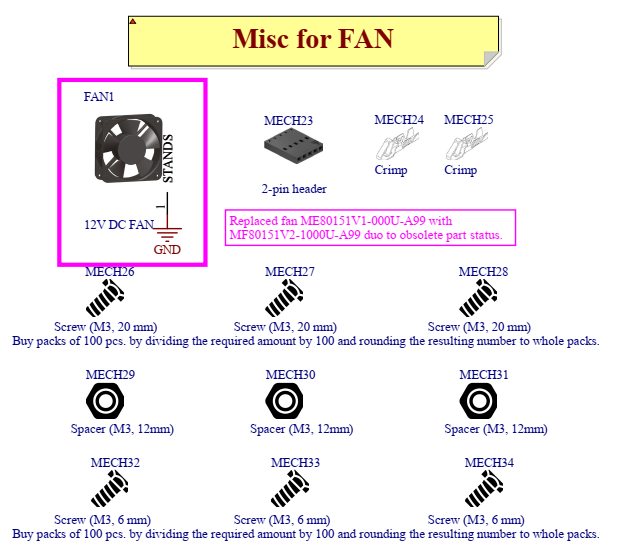 Misc for FAN
FAN1
STANDS
1
12V DC FAN
GND
MECH23
2-pin header
MECH24
Crimp
MECH25
Crimp
Replaced fan ME80151V1-000U-A99 with
MF80151V2-1000U-A99 duo to obsolete part status.
MECH26
MECH27
MECH28
Screw (M3, 20 mm)
Screw (M3, 20 mm)
Screw (M3, 20 mm)
Buy packs of 100 pcs. by dividing the required amount by 100 and rounding the resulting number to whole packs.
MECH29
MECH30
MECH31
Spacer (M3, 12mm)
Spacer (M3, 12mm)
Spacer (M3, 12mm)
MECH32
MECH33
MECH34
Screw (M3, 6 mm)
Screw (M3, 6 mm)
Screw (M3, 6 mm)
Buy packs of 100 pcs. by dividing the required amount by 100 and rounding the resulting number to whole packs.